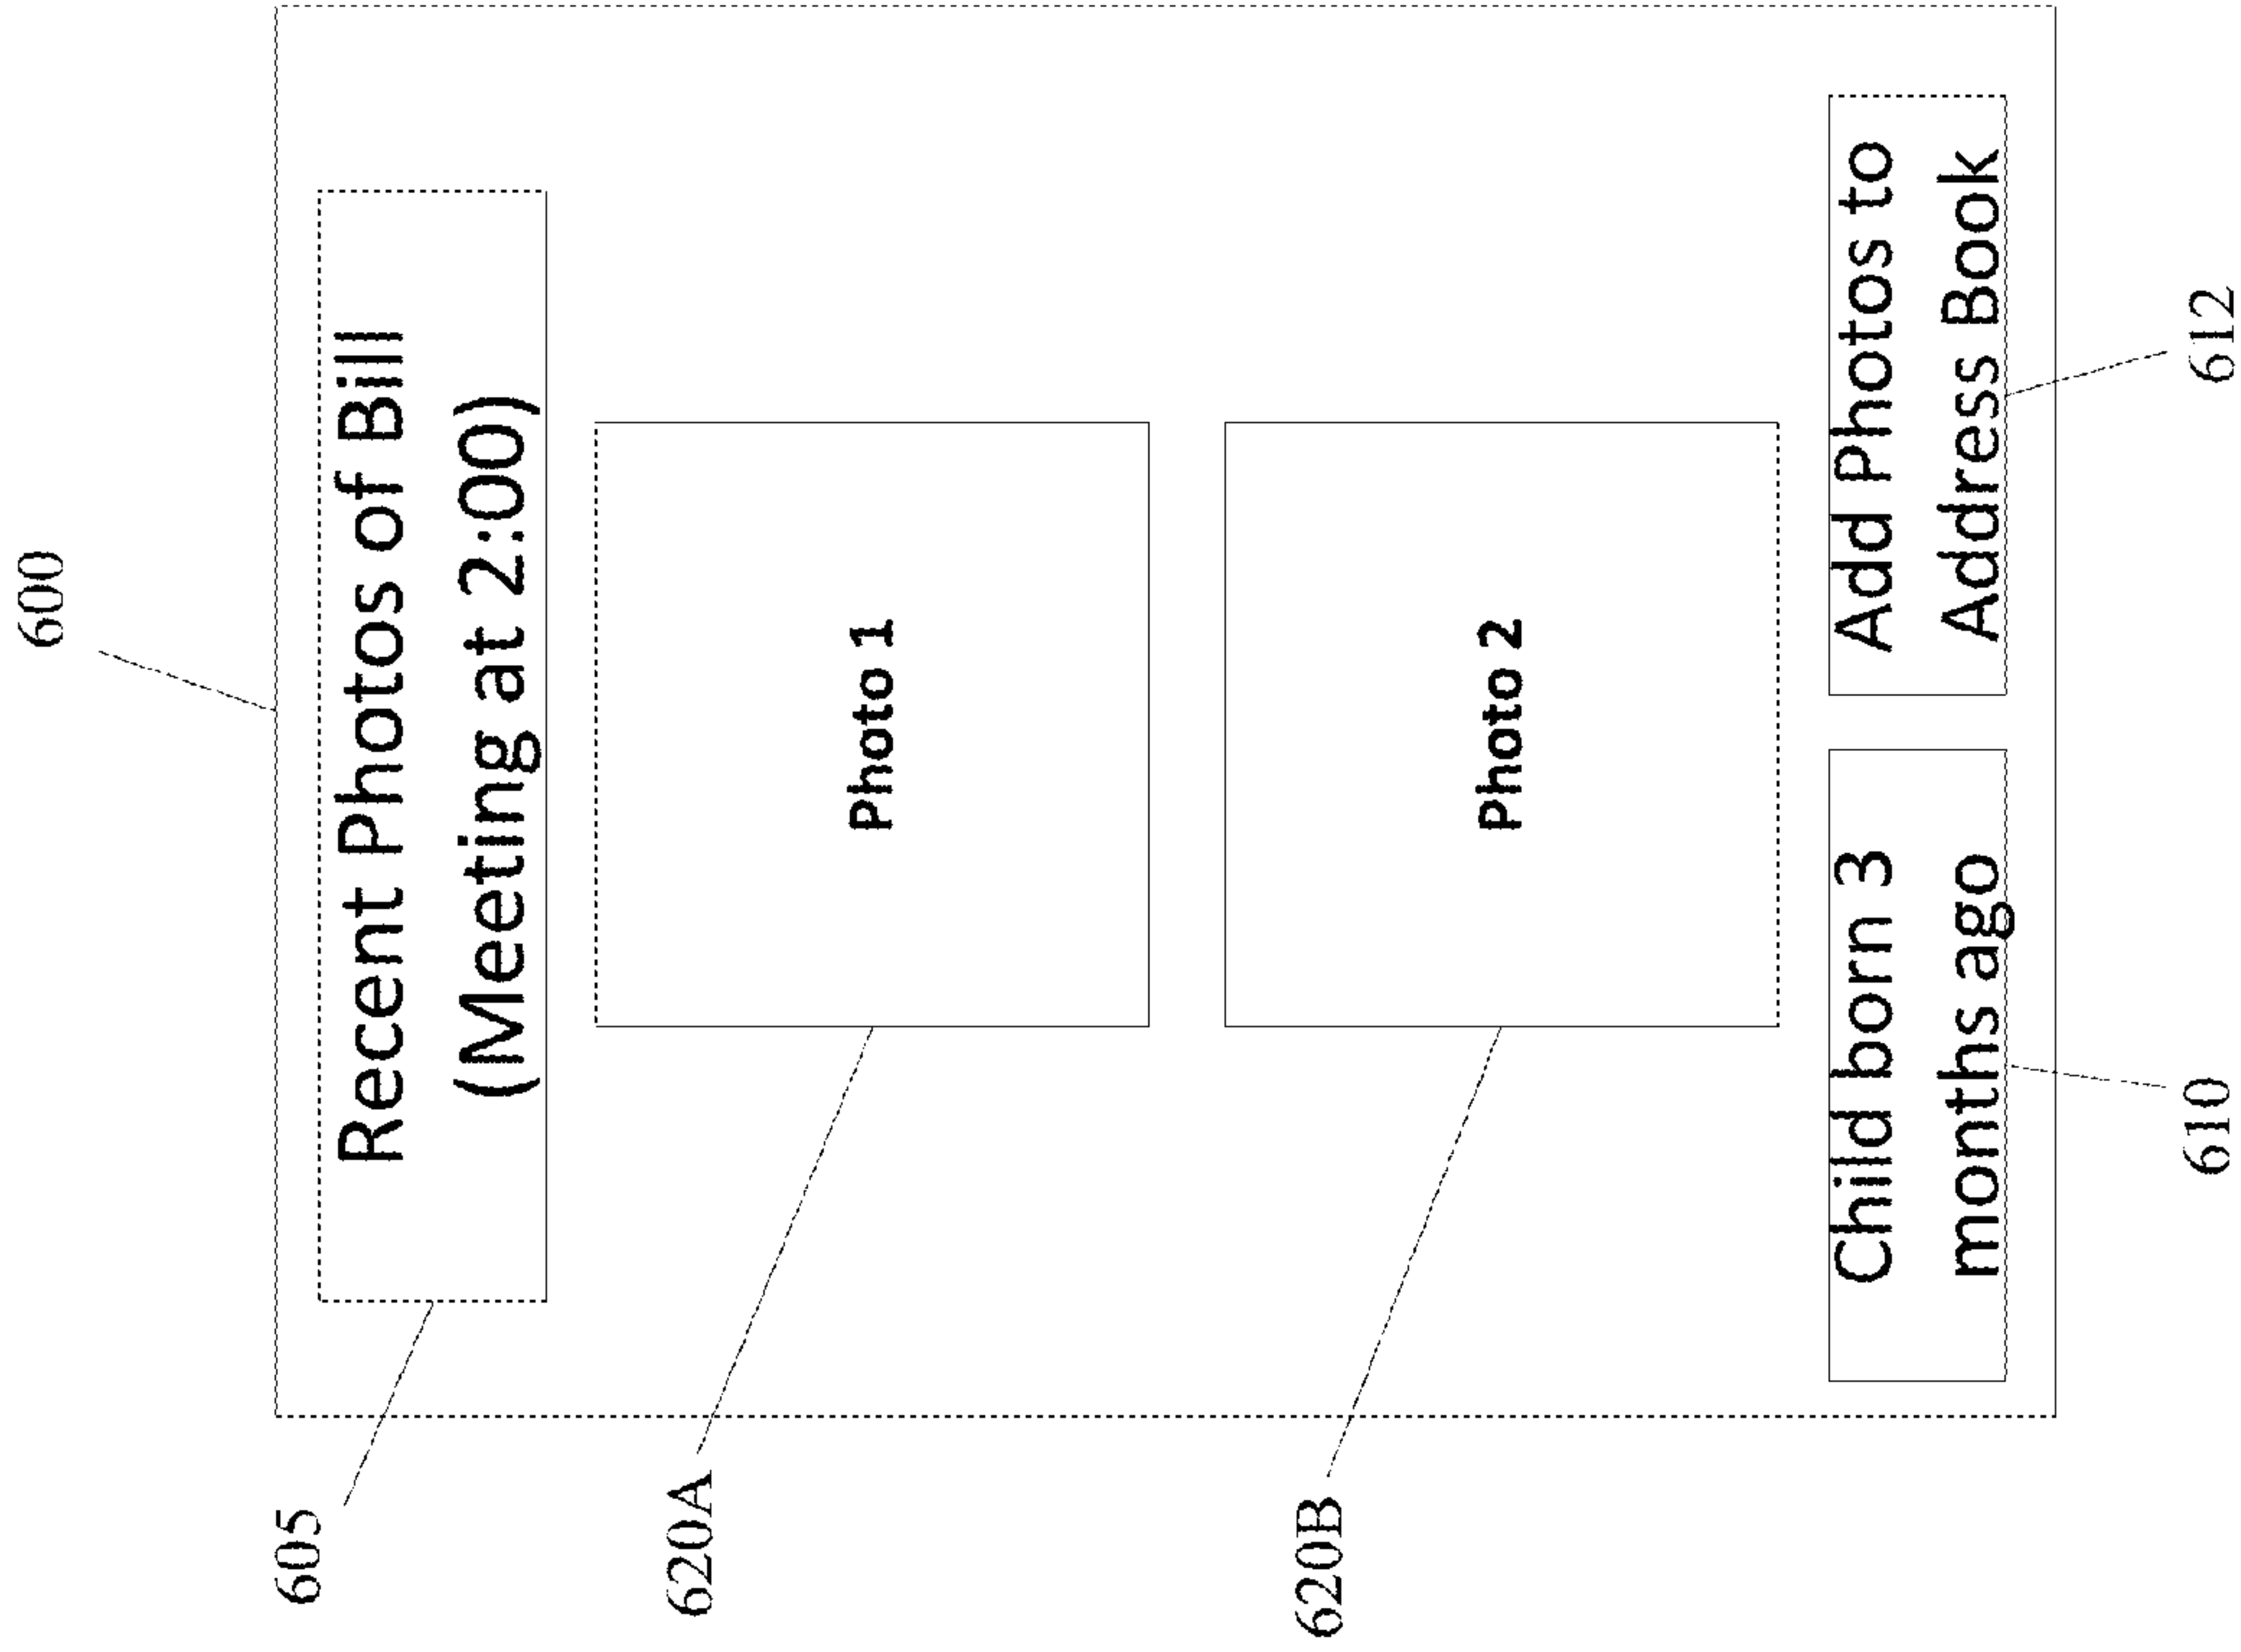 600
605
Recent Photos of Bill
(Meeting at 2:00)
620A
Photo 1
620B
Photo 2
Child born 3
months ago
Add Photos to
Address Book
610
612